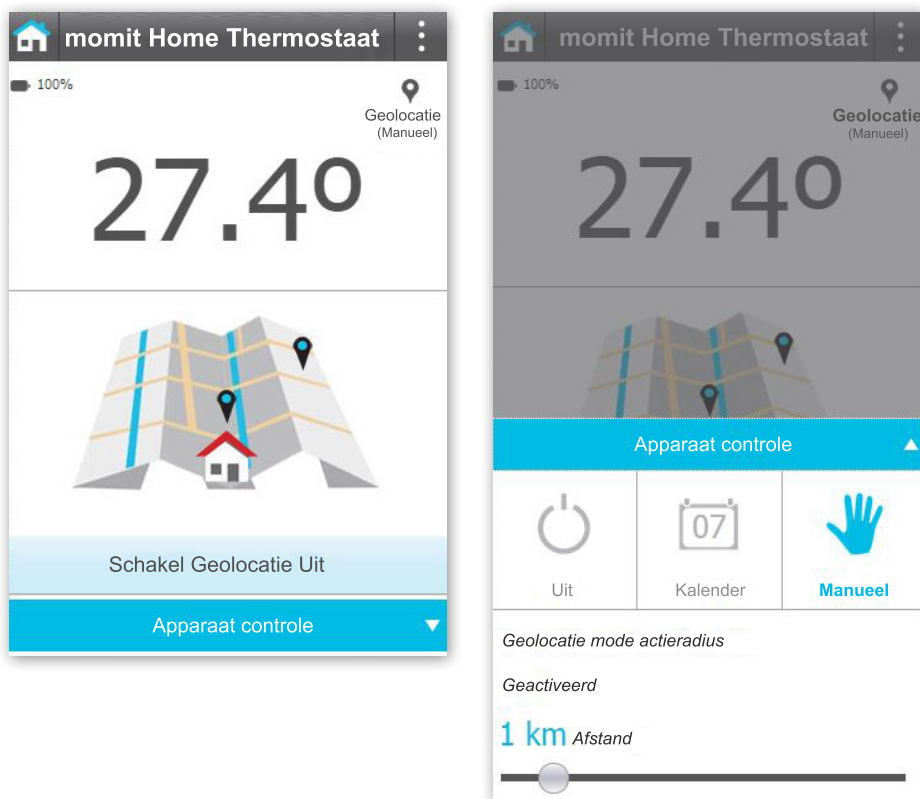 momit Home Thermostaat
100%
Geolocatie
(Manueel)
27.4º
Schakel Geolocatie Uit
Apparaat controle
momit Home Thermostaat
100%
Geolocatie
(Manueel)
27.4º
Apparaat controle
07
Uit
Kalender
Manueel
Geolocatie mode actieradius
Geactiveerd
1 km Afstand